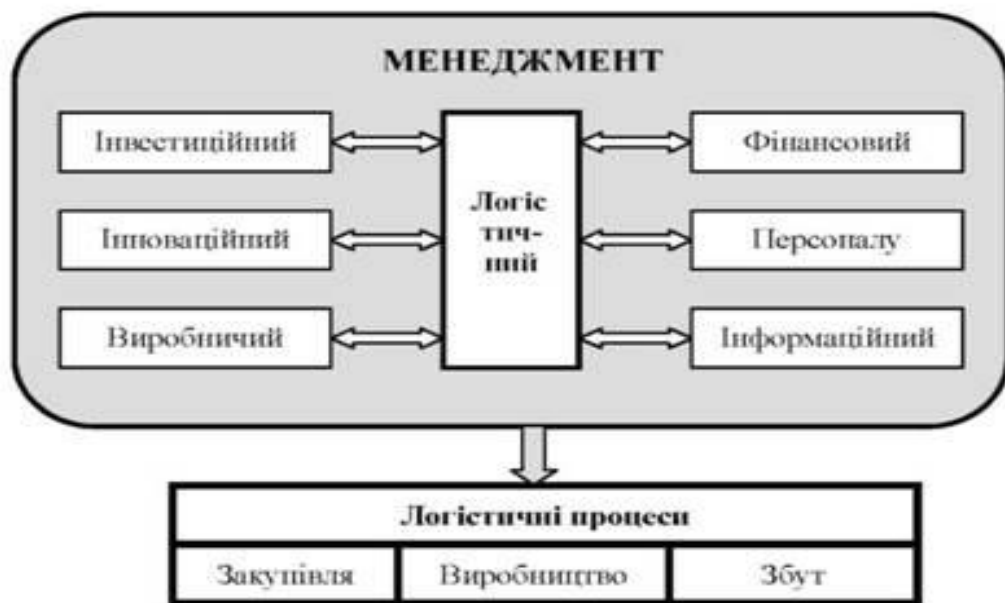 МЕНЕДЖМЕНТ
Інвестиційний
Фінансовий
Логіс
тич-
ний
Інноваційний
Персоналу
Виробничий
Інформаційний
Логістичні процеси
Закупівля
Виробництво
Збут